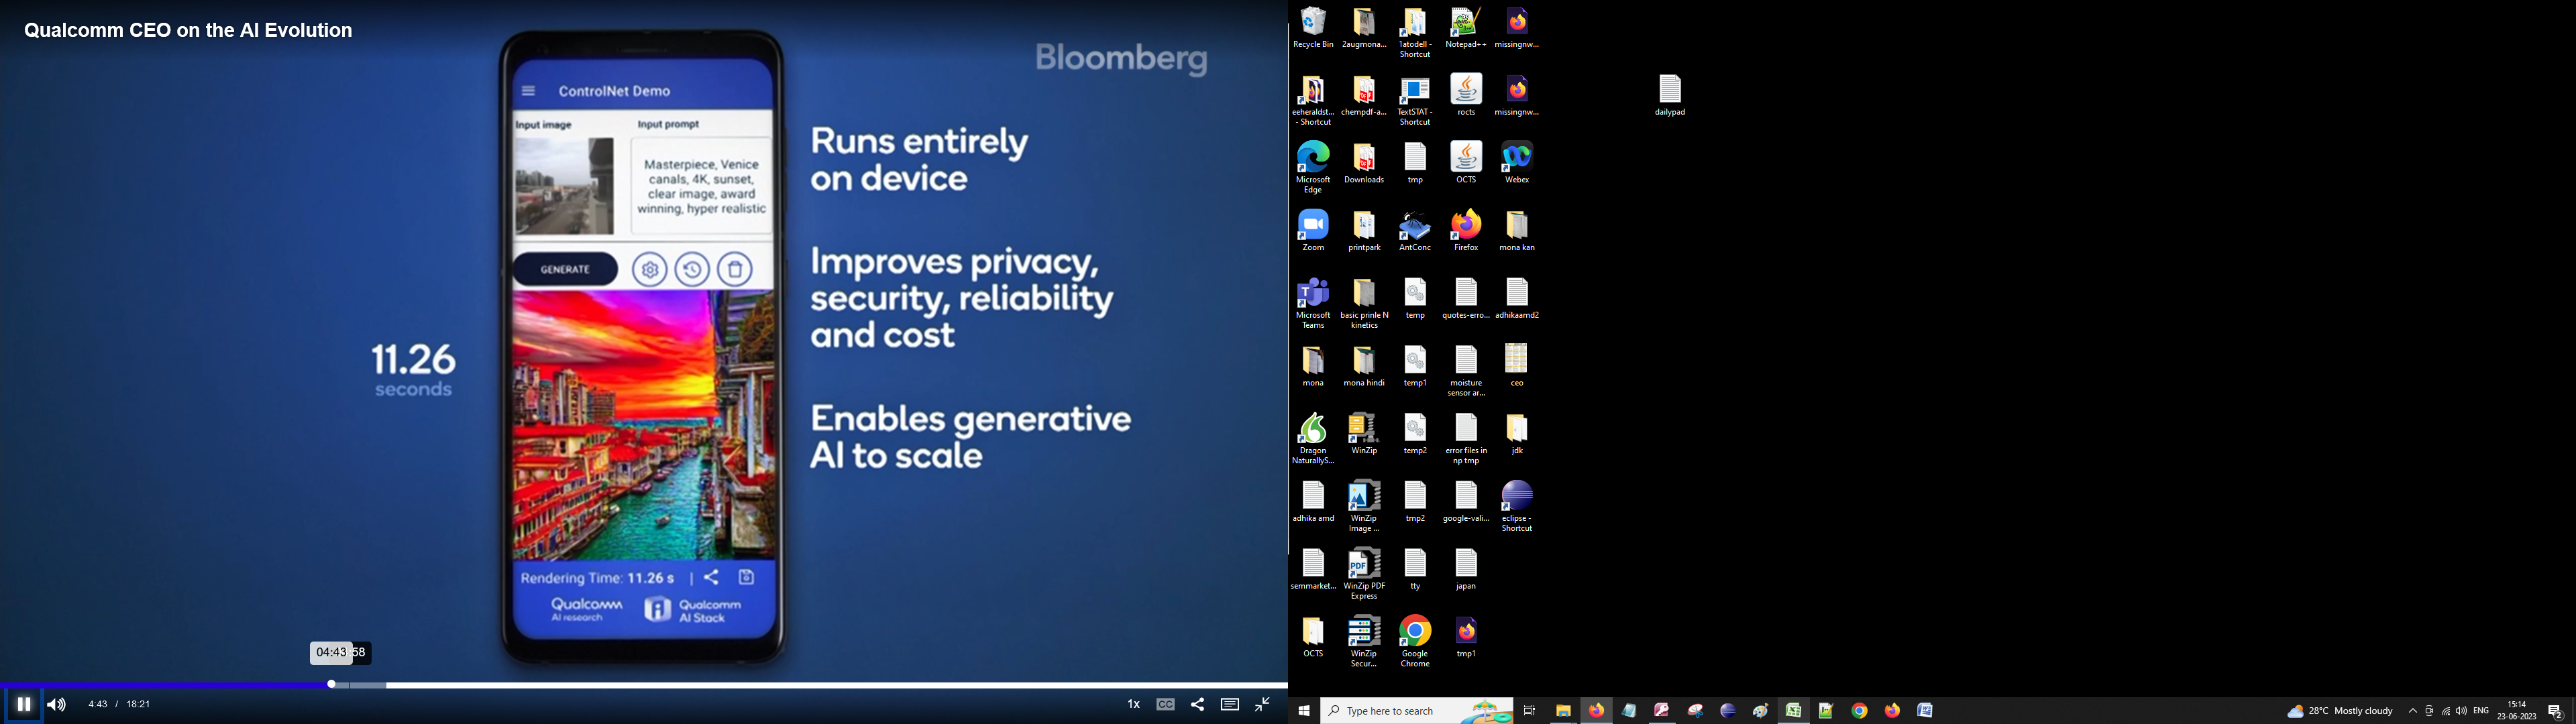 Qualcomm CEO on the AI Evolution
Bloomberg
ControlNet Demo
Input image
Input prompt
Masterpiece, Venice
canals, 4K, sunset,
clear image, award
winning, hyper realistic
GENERATE
Runs entirely
on device
Improves privacy,
security, reliability
and cost
Enables generative
AI to scale
11.26
seconds
Rendering Time: 11.26 s
Qualcomm
AI research
Qualcomm
AI Stack
04:43
58
4:43 / 18:21
1x
CC
Recycle Bin
2augmona...
1atodell -
Shortcut
Notepad++
missingnw...
eeheraldst...
- Shortcut
chempdf-a...
TextSTAT -
Shortcut
rocts
missingnw...
dailypad
Microsoft
Edge
Downloads
tmp
OCTS
Webex
Zoom
printpark
AntConc
Firefox
mona kan
Microsoft
Teams
basic prinle N
kinetics
temp
quotes-erro...
adhikaamd2
mona
mona hindi
temp1
moisture
sensor ar...
ceo
Dragon
NaturallyS...
WinZip
temp2
error files in
np tmp
jdk
adhika amd
WinZip
Image ...
tmp2
google-vali...
eclipse -
Shortcut
semmarket...
WinZip PDF
Express
tty
japan
OCTS
WinZip
Secur...
Google
Chrome
tmp1
Type here to search
28°C Mostly cloudy
ENG
15:14
23-06-2023
2